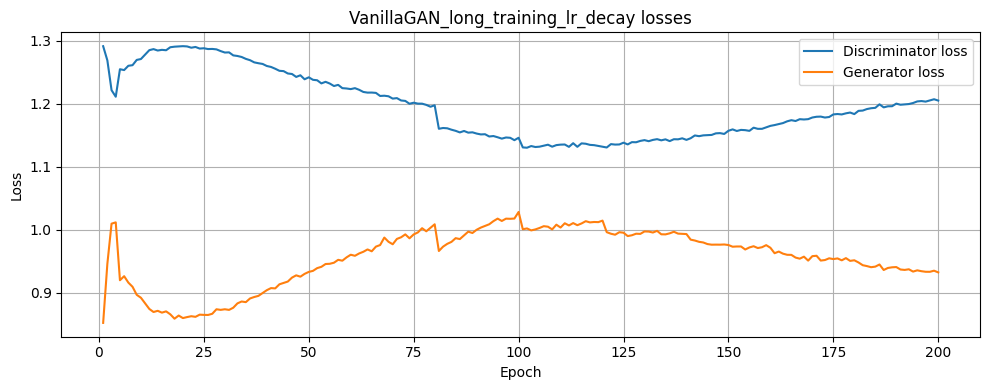 VanillaGAN_long_training_lr_decay losses
Discriminator loss
Generator loss
Loss
1.3
1.2
1.1
1.0
0.9
0
25
50
75
100
125
150
175
200
Epoch